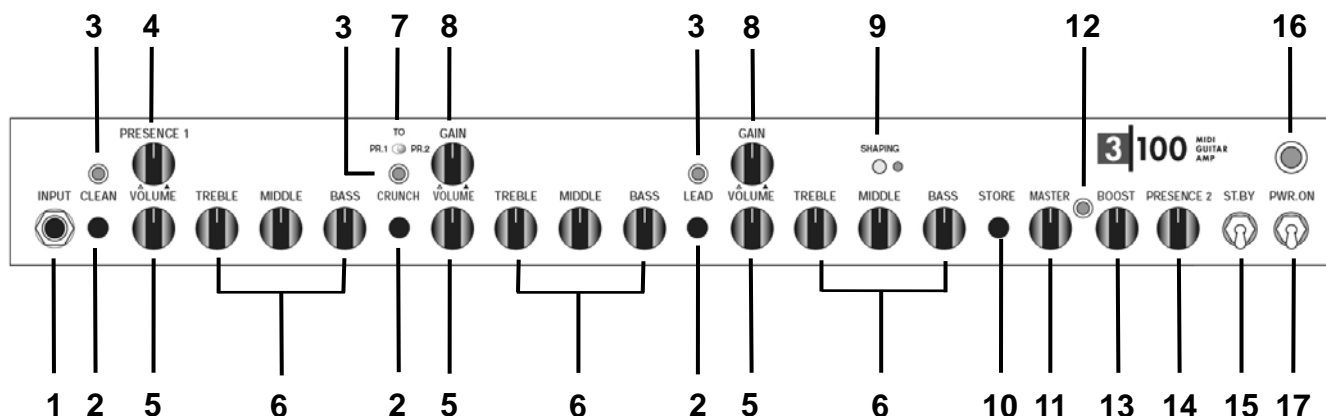 3 4 3 7 8 3 8 9 12 16
PRESENCE 1 TO GAIN GAIN
PR.1 PR.2 SHAPING 3 100 MIDI
GUITAR
AMP
INPUT CLEAN VOLUME TREBLE MIDDLE BASS CRUNCH VOLUME TREBLE MIDDLE BASS LEAD VOLUME TREBLE MIDDLE BASS STORE MASTER BOOST PRESENCE 2 ST.BY PWR.ON
1 2 5 6 2 5 6 2 5 6 10 11 13 14 15 17